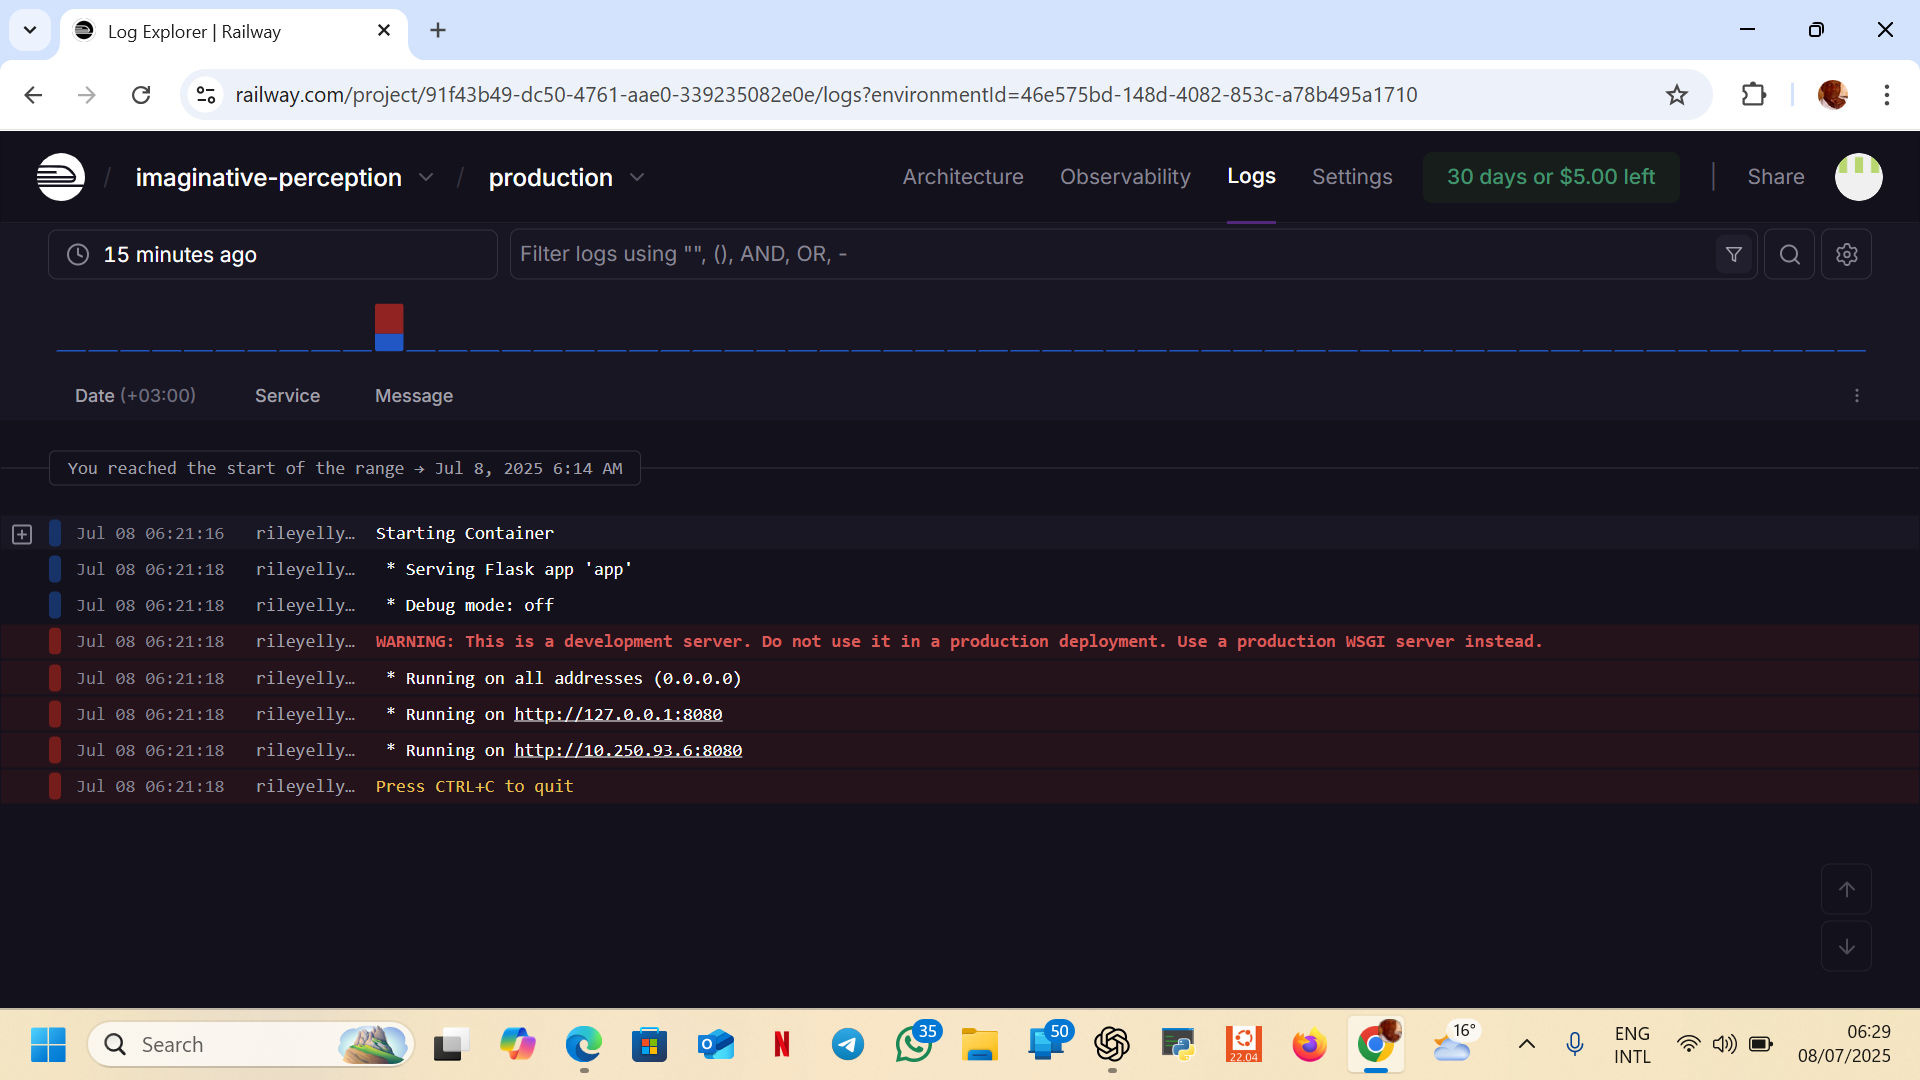 Log Explorer | Railway
railway.com/project/91f43b49-dc50-4761-aae0-339235082e0e/logs?environmentId=46e575bd-148d-4082-853c-a78b495a1710
/ imaginative-perception / production Architecture Observability Logs Settings 30 days or $5.00 left | Share
15 minutes ago Filter logs using "", (), AND, OR, -
Date (+03:00) Service Message
You reached the start of the range → Jul 8, 2025 6:14 AM
Jul 08 06:21:16 rileyelly… Starting Container
Jul 08 06:21:18 rileyelly… * Serving Flask app 'app'
Jul 08 06:21:18 rileyelly… * Debug mode: off
Jul 08 06:21:18 rileyelly… WARNING: This is a development server. Do not use it in a production deployment. Use a production WSGI server instead.
Jul 08 06:21:18 rileyelly… * Running on all addresses (0.0.0.0)
Jul 08 06:21:18 rileyelly… * Running on http://127.0.0.1:8080
Jul 08 06:21:18 rileyelly… * Running on http://10.250.93.6:8080
Jul 08 06:21:18 rileyelly… Press CTRL+C to quit
Search 35 50 22.04 16° ENG INTL 06:29
08/07/2025